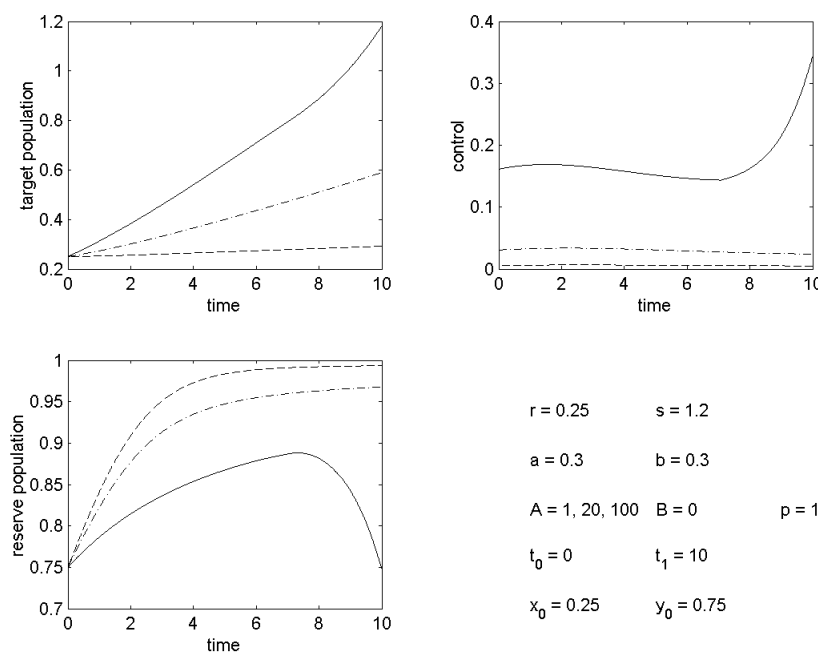 1.2
1
0.8
0.6
0.4
0.2
target population
0 2 4 6 8 10
time
0.4
0.3
0.2
0.1
0
control
0 2 4 6 8 10
time
1
0.95
0.9
0.85
0.8
0.75
0.7
reserve population
0 2 4 6 8 10
time
r = 0.25 s = 1.2
a = 0.3 b = 0.3
A = 1, 20, 100 B = 0 p = 1
t₀ = 0 t₁ = 10
x₀ = 0.25 y₀ = 0.75